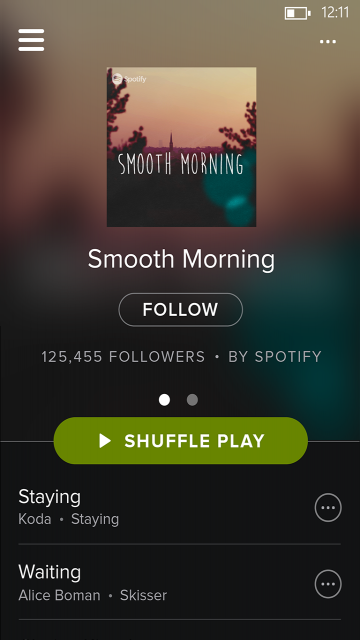 12:11
Spotify
SMOOTH MORNING
Smooth Morning
FOLLOW
125,455 FOLLOWERS • BY SPOTIFY
SHUFFLE PLAY
Staying
Koda • Staying
Waiting
Alice Boman • Skisser